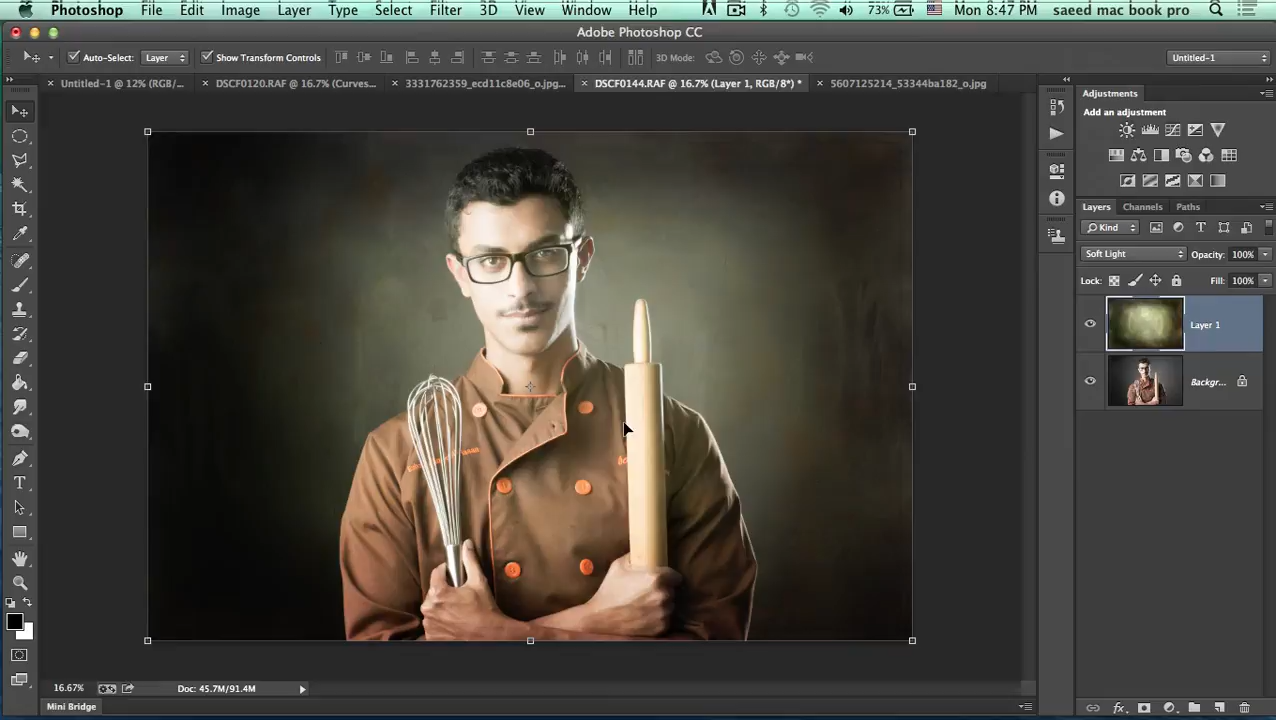 Photoshop File Edit Image Layer Type Select Filter 3D View Window Help 73% Mon 8:47 PM saeed mac book pro
Adobe Photoshop CC
Auto-Select: Layer Show Transform Controls 3D Mode: Untitled-1
Untitled-1 @ 12% (RGB/... DSCF0120.RAF @ 16.7% (Curves... 3331762359_ecd11c8e06_o.jpg... DSCF0144.RAF @ 16.7% (Layer 1, RGB/8*) * 5607125214_53344ba182_o.jpg
Adjustments
Add an adjustment
Layers Channels Paths
Kind
Soft Light Opacity: 100%
Lock: Fill: 100%
Layer 1
Backgr...
16.67% Doc: 45.7M/91.4M
Mini Bridge